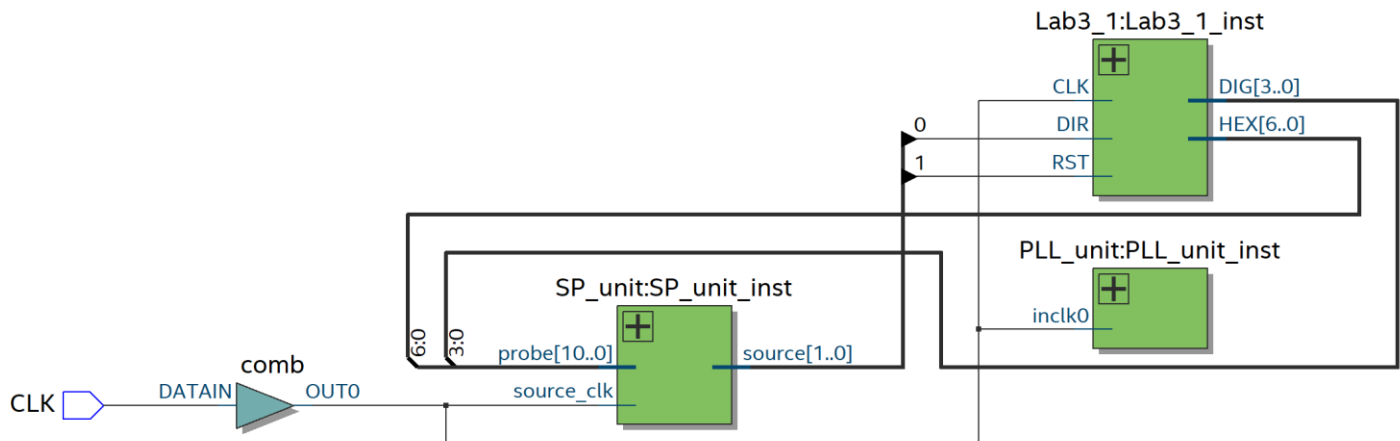 Lab3_1:Lab3_1_inst
CLK
DIG[3..0]
0
DIR
HEX[6..0]
1
RST
PLL_unit:PLL_unit_inst
inclk0
SP_unit:SP_unit_inst
6:0
3:0
probe[10..0]
source[1..0]
source_clk
comb
CLK
DATAIN
OUT0